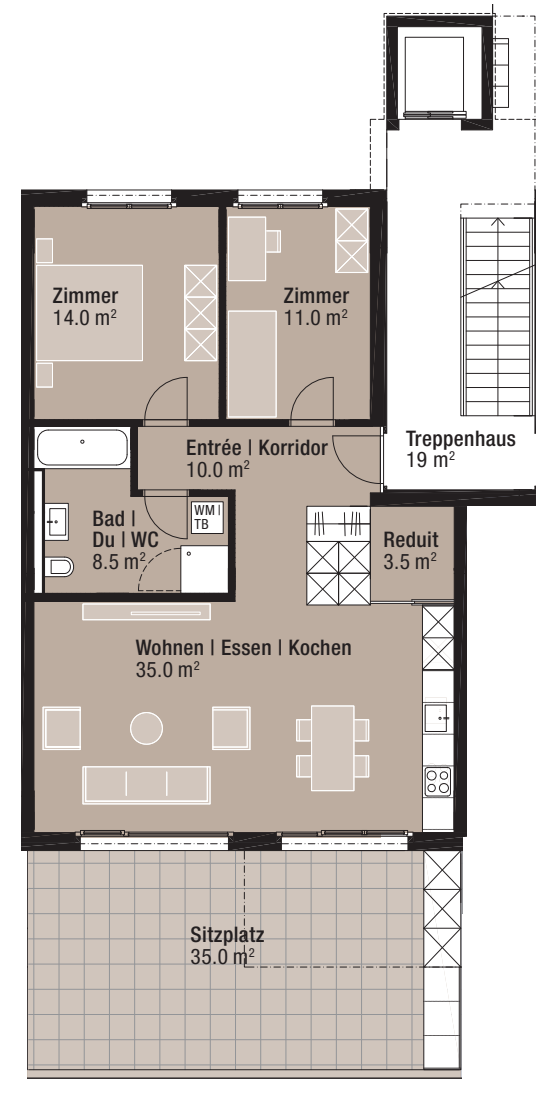 Zimmer
14.0 m²
Zimmer
11.0 m²
Entrée | Korridor
10.0 m²
Treppenhaus
19 m²
WM |
TB
Bad |
Du | WC
8.5 m²
Reduit
3.5 m²
Wohnen | Essen | Kochen
35.0 m²
Sitzplatz
35.0 m²